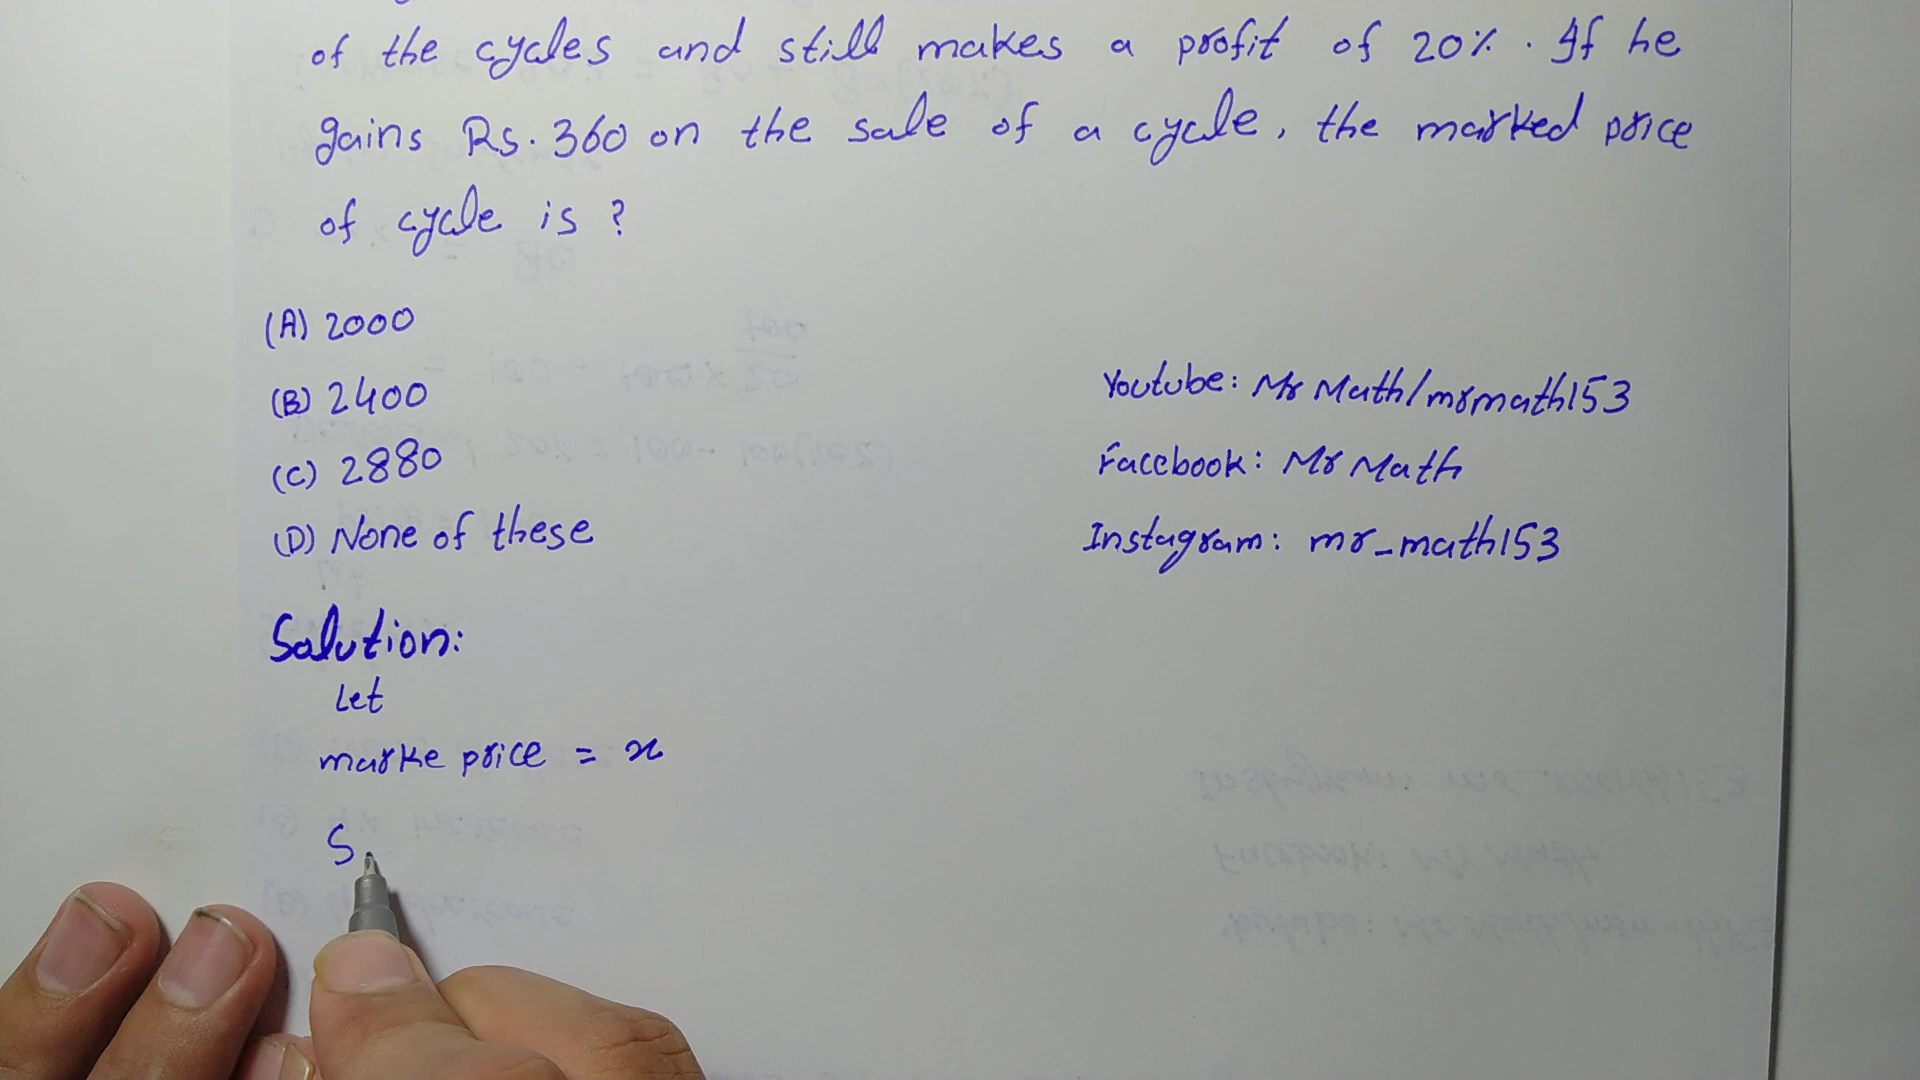 of the cycles and still makes a profit of 20%. If he
gains Rs. 360 on the sale of a cycle, the marked price
of cycle is ?
(A) 2000
(B) 2400
(C) 2880
(D) None of these
Youtube: Mr Math/mrmath153
Facebook: Mr Math
Instagram: mr_math153
Solution:
Let
marke price = x
S